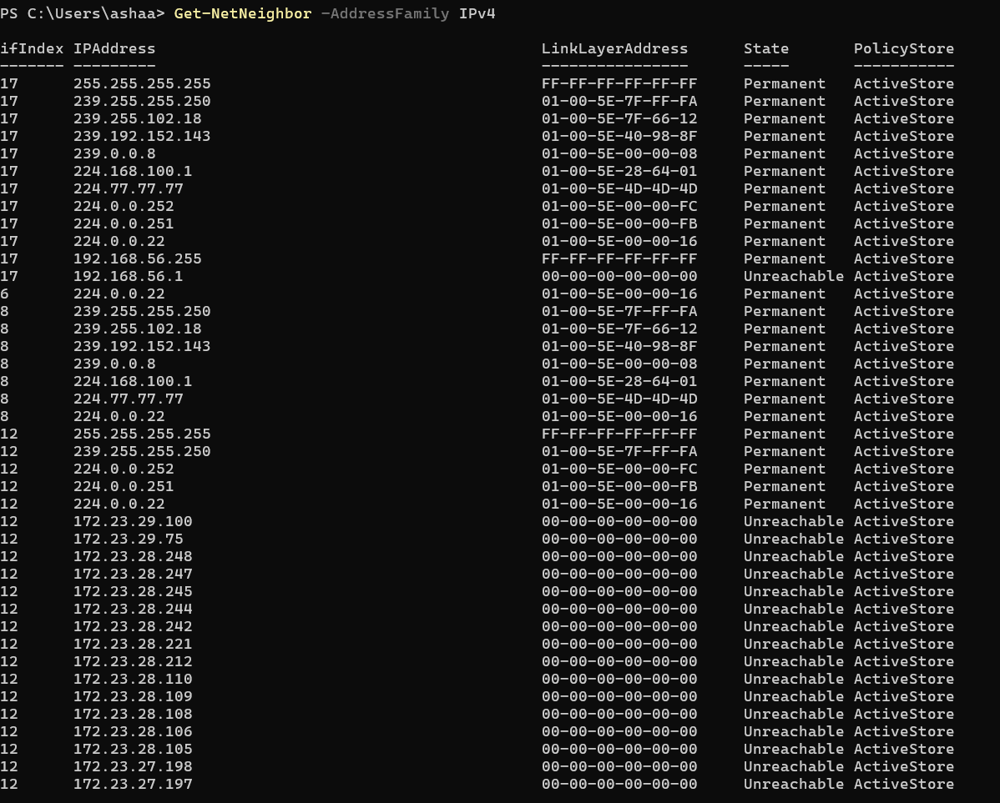 PS C:\Users\ashaa> Get-NetNeighbor -AddressFamily IPv4
ifIndex IPAddress LinkLayerAddress State PolicyStore
------- --------- ---------------- ----- -----------
17 255.255.255.255 FF-FF-FF-FF-FF-FF Permanent ActiveStore
17 239.255.255.250 01-00-5E-7F-FF-FA Permanent ActiveStore
17 239.255.102.18 01-00-5E-7F-66-12 Permanent ActiveStore
17 239.192.152.143 01-00-5E-40-98-8F Permanent ActiveStore
17 239.0.0.8 01-00-5E-00-00-08 Permanent ActiveStore
17 224.168.100.1 01-00-5E-28-64-01 Permanent ActiveStore
17 224.77.77.77 01-00-5E-4D-4D-4D Permanent ActiveStore
17 224.0.0.252 01-00-5E-00-00-FC Permanent ActiveStore
17 224.0.0.251 01-00-5E-00-00-FB Permanent ActiveStore
17 224.0.0.22 01-00-5E-00-00-16 Permanent ActiveStore
17 192.168.56.255 FF-FF-FF-FF-FF-FF Permanent ActiveStore
17 192.168.56.1 00-00-00-00-00-00 Unreachable ActiveStore
6 224.0.0.22 01-00-5E-00-00-16 Permanent ActiveStore
8 239.255.255.250 01-00-5E-7F-FF-FA Permanent ActiveStore
8 239.255.102.18 01-00-5E-7F-66-12 Permanent ActiveStore
8 239.192.152.143 01-00-5E-40-98-8F Permanent ActiveStore
8 239.0.0.8 01-00-5E-00-00-08 Permanent ActiveStore
8 224.168.100.1 01-00-5E-28-64-01 Permanent ActiveStore
8 224.77.77.77 01-00-5E-4D-4D-4D Permanent ActiveStore
8 224.0.0.22 01-00-5E-00-00-16 Permanent ActiveStore
12 255.255.255.255 FF-FF-FF-FF-FF-FF Permanent ActiveStore
12 239.255.255.250 01-00-5E-7F-FF-FA Permanent ActiveStore
12 224.0.0.252 01-00-5E-00-00-FC Permanent ActiveStore
12 224.0.0.251 01-00-5E-00-00-FB Permanent ActiveStore
12 224.0.0.22 01-00-5E-00-00-16 Permanent ActiveStore
12 172.23.29.100 00-00-00-00-00-00 Unreachable ActiveStore
12 172.23.29.75 00-00-00-00-00-00 Unreachable ActiveStore
12 172.23.28.248 00-00-00-00-00-00 Unreachable ActiveStore
12 172.23.28.247 00-00-00-00-00-00 Unreachable ActiveStore
12 172.23.28.245 00-00-00-00-00-00 Unreachable ActiveStore
12 172.23.28.244 00-00-00-00-00-00 Unreachable ActiveStore
12 172.23.28.242 00-00-00-00-00-00 Unreachable ActiveStore
12 172.23.28.221 00-00-00-00-00-00 Unreachable ActiveStore
12 172.23.28.212 00-00-00-00-00-00 Unreachable ActiveStore
12 172.23.28.110 00-00-00-00-00-00 Unreachable ActiveStore
12 172.23.28.109 00-00-00-00-00-00 Unreachable ActiveStore
12 172.23.28.108 00-00-00-00-00-00 Unreachable ActiveStore
12 172.23.28.106 00-00-00-00-00-00 Unreachable ActiveStore
12 172.23.28.105 00-00-00-00-00-00 Unreachable ActiveStore
12 172.23.27.198 00-00-00-00-00-00 Unreachable ActiveStore
12 172.23.27.197 00-00-00-00-00-00 Unreachable ActiveStore